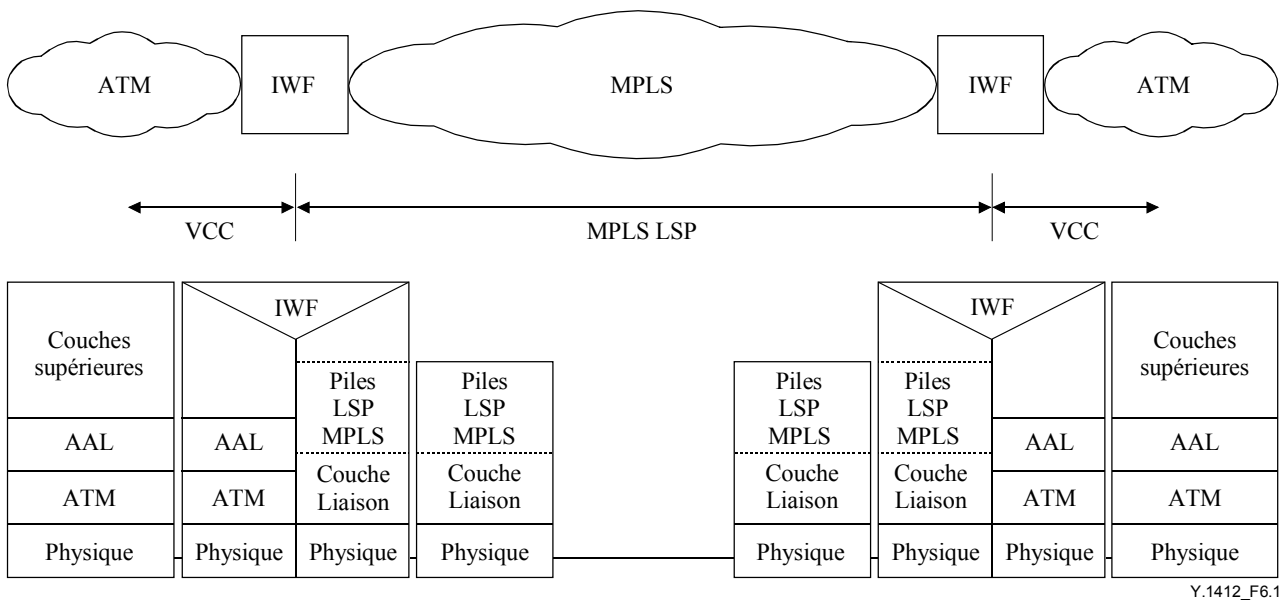 ATM
IWF
MPLS
IWF
ATM
VCC
MPLS LSP
VCC
Couches
supérieures
AAL
ATM
Physique
IWF
AAL
ATM
Physique
Piles
LSP
MPLS
Couche
Liaison
Physique
Piles
LSP
MPLS
Couche
Liaison
Physique
Piles
LSP
MPLS
Couche
Liaison
Physique
IWF
Piles
LSP
MPLS
Couche
Liaison
Physique
AAL
ATM
Physique
Couches
supérieures
AAL
ATM
Physique
Y.1412_F6.1